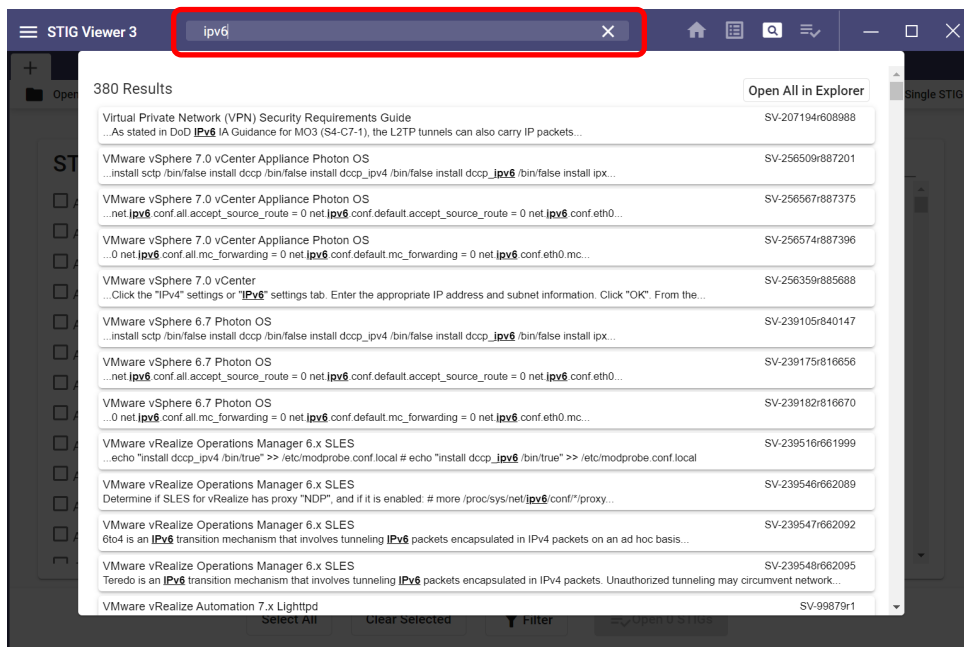 STIG Viewer 3
ipv6
Open
Single STIG
380 Results
Open All in Explorer
Virtual Private Network (VPN) Security Requirements Guide SV-207194r608988
...As stated in DoD IPv6 IA Guidance for MO3 (S4-C7-1), the L2TP tunnels can also carry IP packets...
VMware vSphere 7.0 vCenter Appliance Photon OS SV-256509r887201
...install sctp /bin/false install dccp /bin/false install dccp_ipv4 /bin/false install dccp_ipv6 /bin/false install ipx...
VMware vSphere 7.0 vCenter Appliance Photon OS SV-256567r887375
...net.ipv6.conf.all.accept_source_route = 0 net.ipv6.conf.default.accept_source_route = 0 net.ipv6.conf.eth0...
VMware vSphere 7.0 vCenter Appliance Photon OS SV-256574r887396
...0 net.ipv6.conf.all.mc_forwarding = 0 net.ipv6.conf.default.mc_forwarding = 0 net.ipv6.conf.eth0.mc...
VMware vSphere 7.0 vCenter SV-256359r885688
...Click the "IPv4" settings or "IPv6" settings tab. Enter the appropriate IP address and subnet information. Click "OK". From the...
VMware vSphere 6.7 Photon OS SV-239105r840147
...install sctp /bin/false install dccp /bin/false install dccp_ipv4 /bin/false install dccp_ipv6 /bin/false install ipx...
VMware vSphere 6.7 Photon OS SV-239175r816656
...net.ipv6.conf.all.accept_source_route = 0 net.ipv6.conf.default.accept_source_route = 0 net.ipv6.conf.eth0...
VMware vSphere 6.7 Photon OS SV-239182r816670
...0 net.ipv6.conf.all.mc_forwarding = 0 net.ipv6.conf.default.mc_forwarding = 0 net.ipv6.conf.eth0.mc...
VMware vRealize Operations Manager 6.x SLES SV-239516r661999
...echo "install dccp_ipv4 /bin/true" >> /etc/modprobe.conf.local # echo "install dccp_ipv6 /bin/true" >> /etc/modprobe.conf.local
VMware vRealize Operations Manager 6.x SLES SV-239546r662089
Determine if SLES for vRealize has proxy "NDP", and if it is enabled: # more /proc/sys/net/ipv6/conf/*/proxy...
VMware vRealize Operations Manager 6.x SLES SV-239547r662092
6to4 is an IPv6 transition mechanism that involves tunneling IPv6 packets encapsulated in IPv4 packets on an ad hoc basis...
VMware vRealize Operations Manager 6.x SLES SV-239548r662095
Teredo is an IPv6 transition mechanism that involves tunneling IPv6 packets encapsulated in IPv4 packets. Unauthorized tunneling may circumvent network...
VMware vRealize Automation 7.x Lighttpd SV-99879r1
Select All Clear Selected Filter Open 0 STIGs